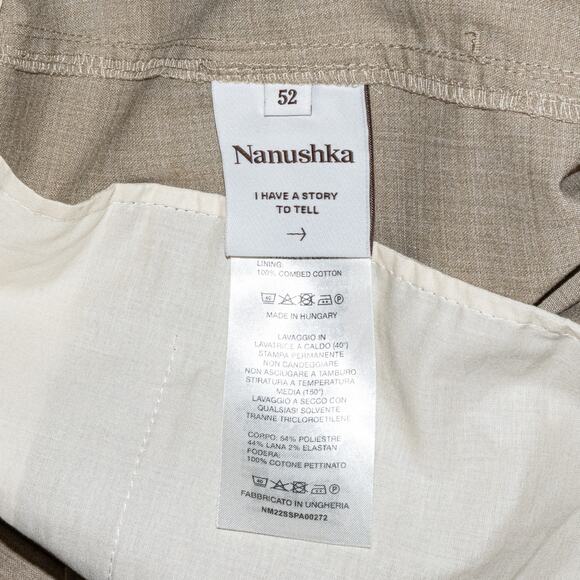 52
Nanushka
I HAVE A STORY
TO TELL
→
LINING:
100% COMBED COTTON
40 P
MADE IN HUNGARY
LAVAGGIO IN
LAVATRICE A CALDO (40°)
STAMPA PERMANENTE
NON CANDEGGIARE
NON ASCIUGARE A TAMBURO
STIRATURA A TEMPERATURA
MEDIA (150°)
LAVAGGIO A SECCO CON
QUALSIASI SOLVENTE
TRANNE TRICLOROETILENE
CORPO: 54% POLIESTRE
44% LANA 2% ELASTAN
FODERA:
100% COTONE PETTINATO
40 P
FABBRICATO IN UNGHERIA
NM22SSPA00272